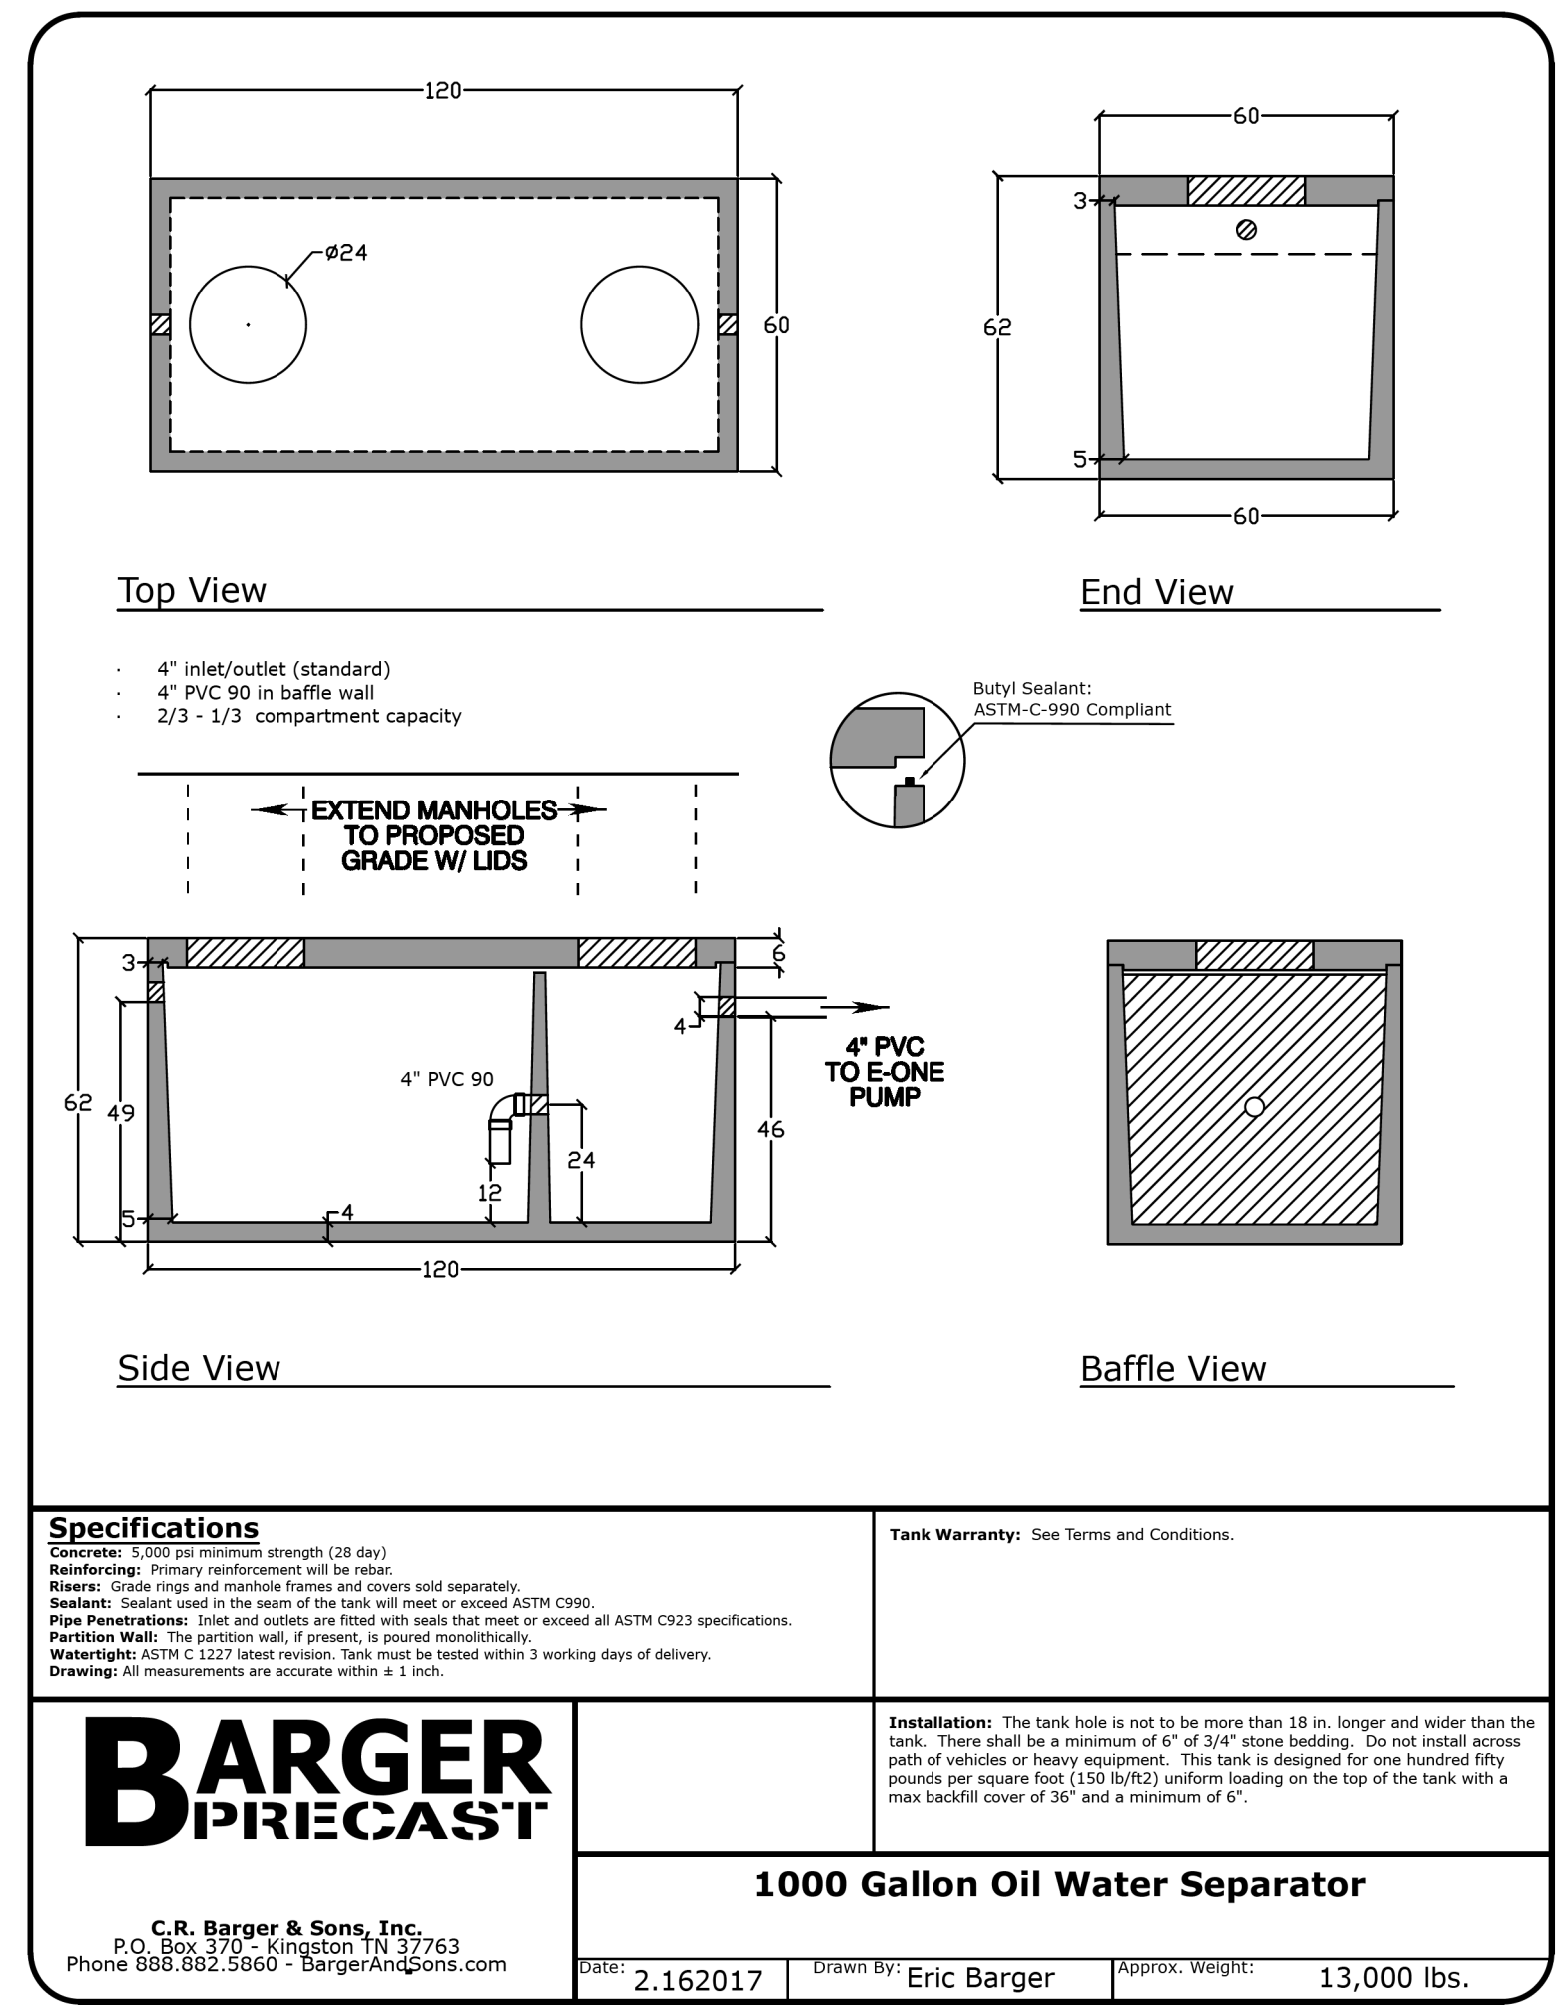 120
60
ø24
60
3
62
5
60
Top View
End View
· 4" inlet/outlet (standard)
· 4" PVC 90 in baffle wall
· 2/3 - 1/3 compartment capacity
Butyl Sealant:
ASTM-C-990 Compliant
EXTEND MANHOLES
TO PROPOSED
GRADE W/ LIDS
3
6
4
4" PVC
TO E-ONE
PUMP
4" PVC 90
62
49
46
24
12
5
4
120
Side View
Baffle View
Specifications
Concrete: 5,000 psi minimum strength (28 day)
Reinforcing: Primary reinforcement will be rebar.
Risers: Grade rings and manhole frames and covers sold separately.
Sealant: Sealant used in the seam of the tank will meet or exceed ASTM C990.
Pipe Penetrations: Inlet and outlets are fitted with seals that meet or exceed all ASTM C923 specifications.
Partition Wall: The partition wall, if present, is poured monolithically.
Watertight: ASTM C 1227 latest revision. Tank must be tested within 3 working days of delivery.
Drawing: All measurements are accurate within ± 1 inch.
Tank Warranty: See Terms and Conditions.
BARGER
PRECAST
C.R. Barger & Sons, Inc.
P.O. Box 370 - Kingston TN 37763
Phone 888.882.5860 - BargerAndSons.com
Installation: The tank hole is not to be more than 18 in. longer and wider than the
tank. There shall be a minimum of 6" of 3/4" stone bedding. Do not install across
path of vehicles or heavy equipment. This tank is designed for one hundred fifty
pounds per square foot (150 lb/ft2) uniform loading on the top of the tank with a
max backfill cover of 36" and a minimum of 6".
1000 Gallon Oil Water Separator
Date: 2.162017
Drawn By: Eric Barger
Approx. Weight: 13,000 lbs.